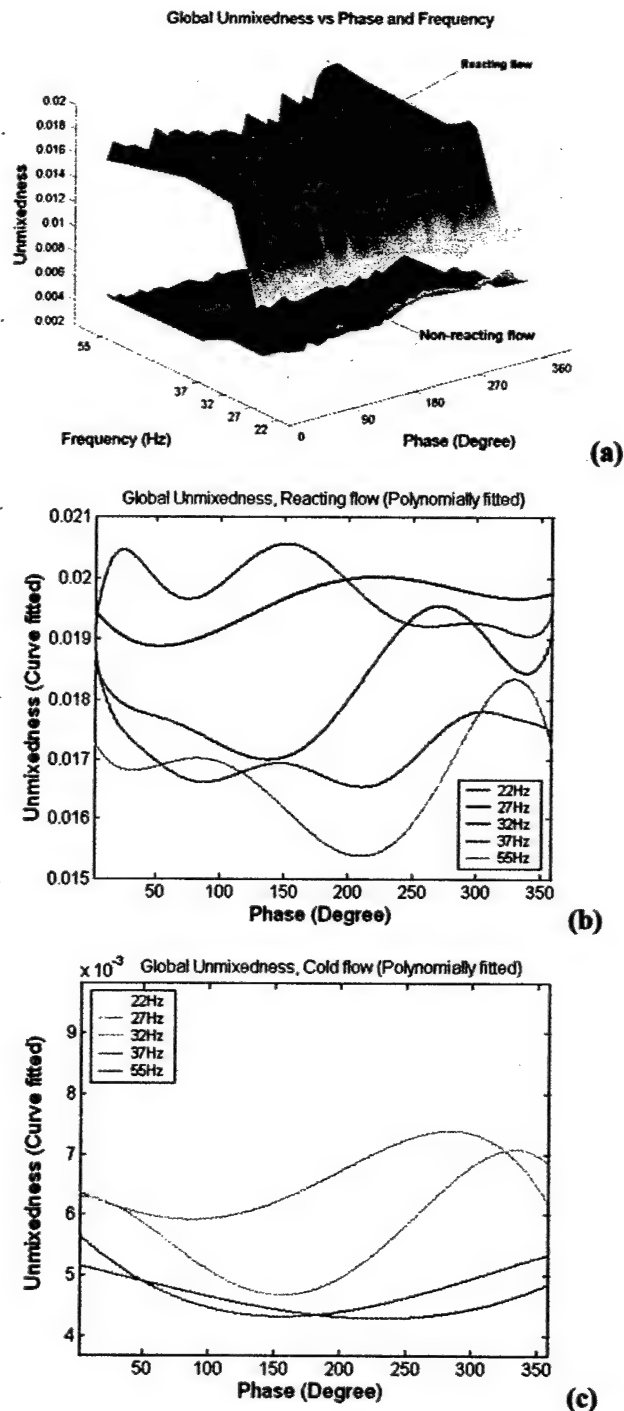 Global Unmixedness vs Phase and Frequency
Reacting flow
0.02
0.018
0.016
0.014
0.012
0.01
0.008
0.006
0.004
0.002
Unmixedness
Non-reacting flow
55
37
32
27
22
0
90
180
270
360
Frequency (Hz)
Phase (Degree)
(a)
Global Unmixedness, Reacting flow (Polynomially fitted)
0.021
0.02
0.019
0.018
0.017
0.016
0.015
Unmixedness (Curve fitted)
22Hz
27Hz
32Hz
37Hz
55Hz
50 100 150 200 250 300 350
Phase (Degree)
(b)
x 10-3
Global Unmixedness, Cold flow (Polynomially fitted)
22Hz
27Hz
32Hz
37Hz
55Hz
9
8
7
6
5
4
Unmixedness (Curve fitted)
50 100 150 200 250 300 350
Phase (Degree)
(c)